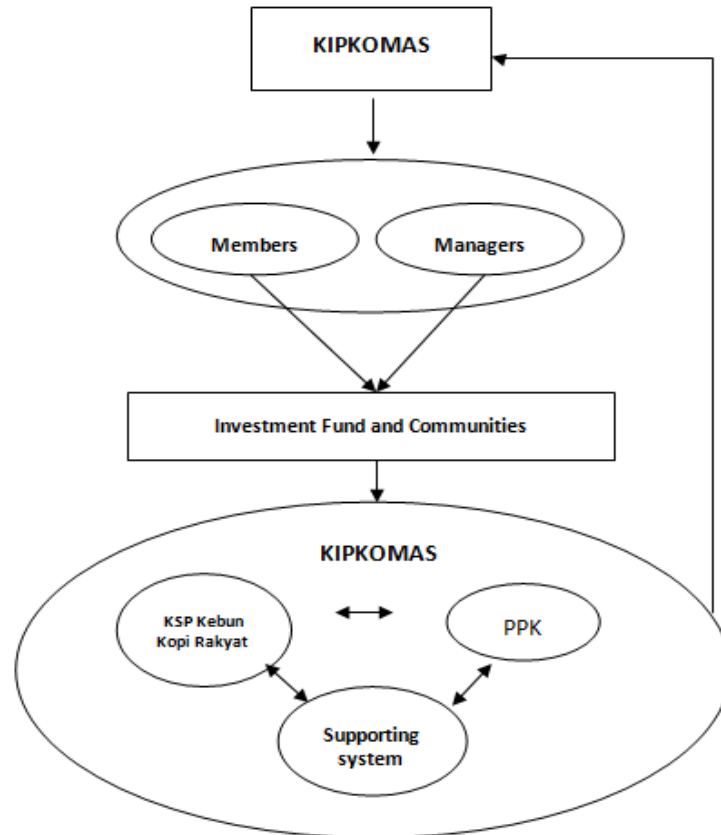 KIPKOMAS
Members
Managers
Investment Fund and Communities
KIPKOMAS
KSP Kebun
Kopi Rakyat
PPK
Supporting
system